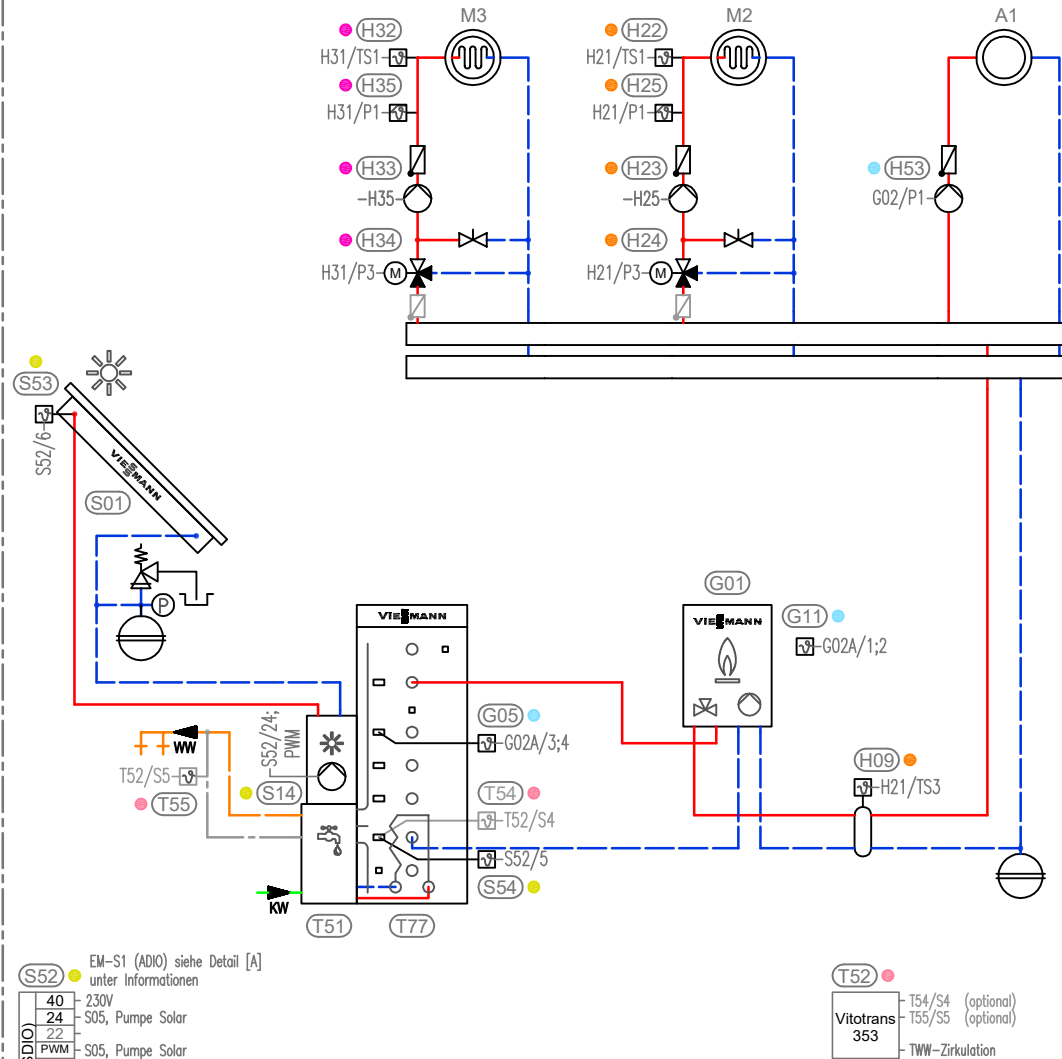 M3
M2
A1
H32
H22
H31/TS1
H21/TS1
H35
H25
H31/P1
H21/P1
H33
H23
H53
-H35
-H25
G02/P1
H34
H24
H31/P3
M
H21/P3
M
S53
S52/6
VIESSMANN
S01
P
G01
VIESSMANN
VIESSMANN
G11
G02A/1;2
S52/24;
PWM
G05
G02A/3;4
WW
T52/S5
H09
H21/TS3
T55
S14
T54
T52/S4
S52/5
S54
KW
T51
T77
EM-S1 (ADIO) siehe Detail [A]
unter Informationen
S52
T52
40
230V
24
S05, Pumpe Solar
22
PWM
S05, Pumpe Solar
Vitotrans
353
T54/S4 (optional)
T55/S5 (optional)
TWW-Zirkulation